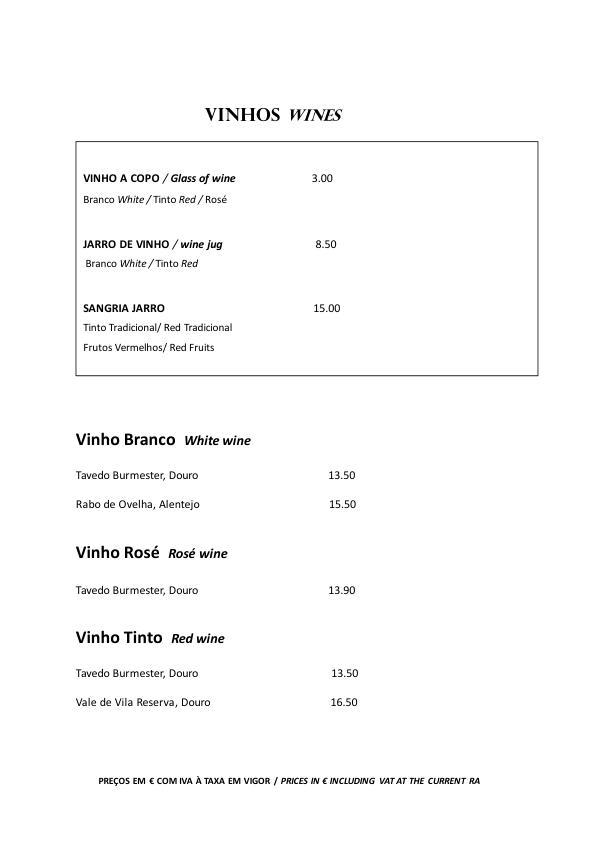 VINHOS WINES
VINHO A COPO / Glass of wine 3.00
Branco White / Tinto Red / Rosé
JARRO DE VINHO / wine jug 8.50
Branco White / Tinto Red
SANGRIA JARRO 15.00
Tinto Tradicional/ Red Tradicional
Frutos Vermelhos/ Red Fruits
Vinho Branco White wine
Tavedo Burmester, Douro 13.50
Rabo de Ovelha, Alentejo 15.50
Vinho Rosé Rosé wine
Tavedo Burmester, Douro 13.90
Vinho Tinto Red wine
Tavedo Burmester, Douro 13.50
Vale de Vila Reserva, Douro 16.50
PREÇOS EM € COM IVA À TAXA EM VIGOR / PRICES IN € INCLUDING VAT AT THE CURRENT RA